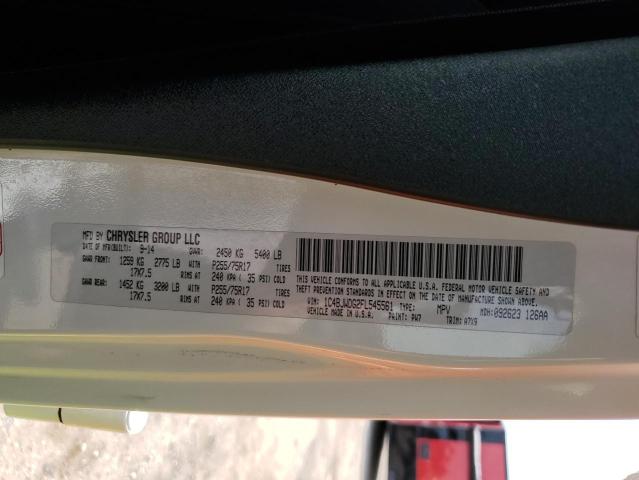 MFD BY CHRYSLER GROUP LLC
DATE OF MFR(BUILT): 9-14 GVWR: 2450 KG 5400 LB
GAWR FRONT: 1259 KG 2775 LB P255/75R17 TIRES
17X7.5 RIMS AT 240 KPA ( 35 PSI) COLD
GAWR REAR: 1452 KG 3200 LB P255/75R17 TIRES
17X7.5 RIMS AT 240 KPA ( 35 PSI) COLD
THIS VEHICLE CONFORMS TO ALL APPLICABLE U.S.A. FEDERAL MOTOR VEHICLE SAFETY AND
THEFT PREVENTION STANDARDS IN EFFECT ON THE DATE OF MANUFACTURE SHOWN ABOVE.
VIN: 1C4BJWDG2FL545561 TYPE: MPV MDH: 092623 126AA
VEHICLE MADE IN U.S.A. PAINT: PW7 TRIM: A7X9